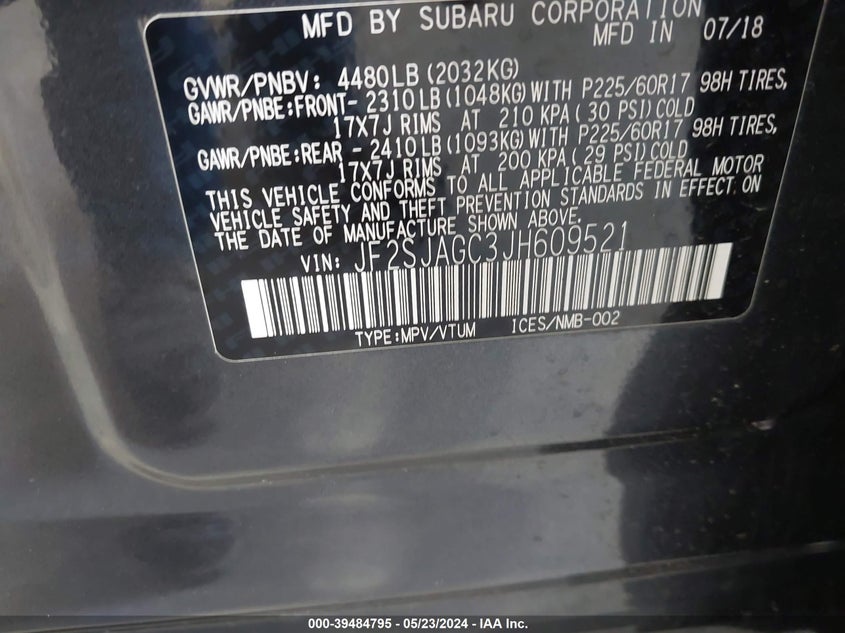 MFD BY SUBARU CORPORATION
MFD IN 07/18
GVWR/PNBV: 4480LB (2032KG)
GAWR/PNBE:FRONT- 2310LB (1048KG) WITH P225/60R17 98H TIRES,
17X7J RIMS AT 210 KPA ( 30 PSI) COLD
GAWR/PNBE:REAR - 2410LB (1093KG) WITH P225/60R17 98H TIRES,
17X7J RIMS AT 200 KPA ( 29 PSI) COLD
THIS VEHICLE CONFORMS TO ALL APPLICABLE FEDERAL MOTOR
VEHICLE SAFETY AND THEFT PREVENTION STANDARDS IN EFFECT ON
THE DATE OF MANUFACTURE SHOWN ABOVE.
VIN: JF2SJAGC3JH609521
TYPE:MPV/VTUM ICES/NMB-002
000-39484795 - 05/23/2024 - IAA Inc.